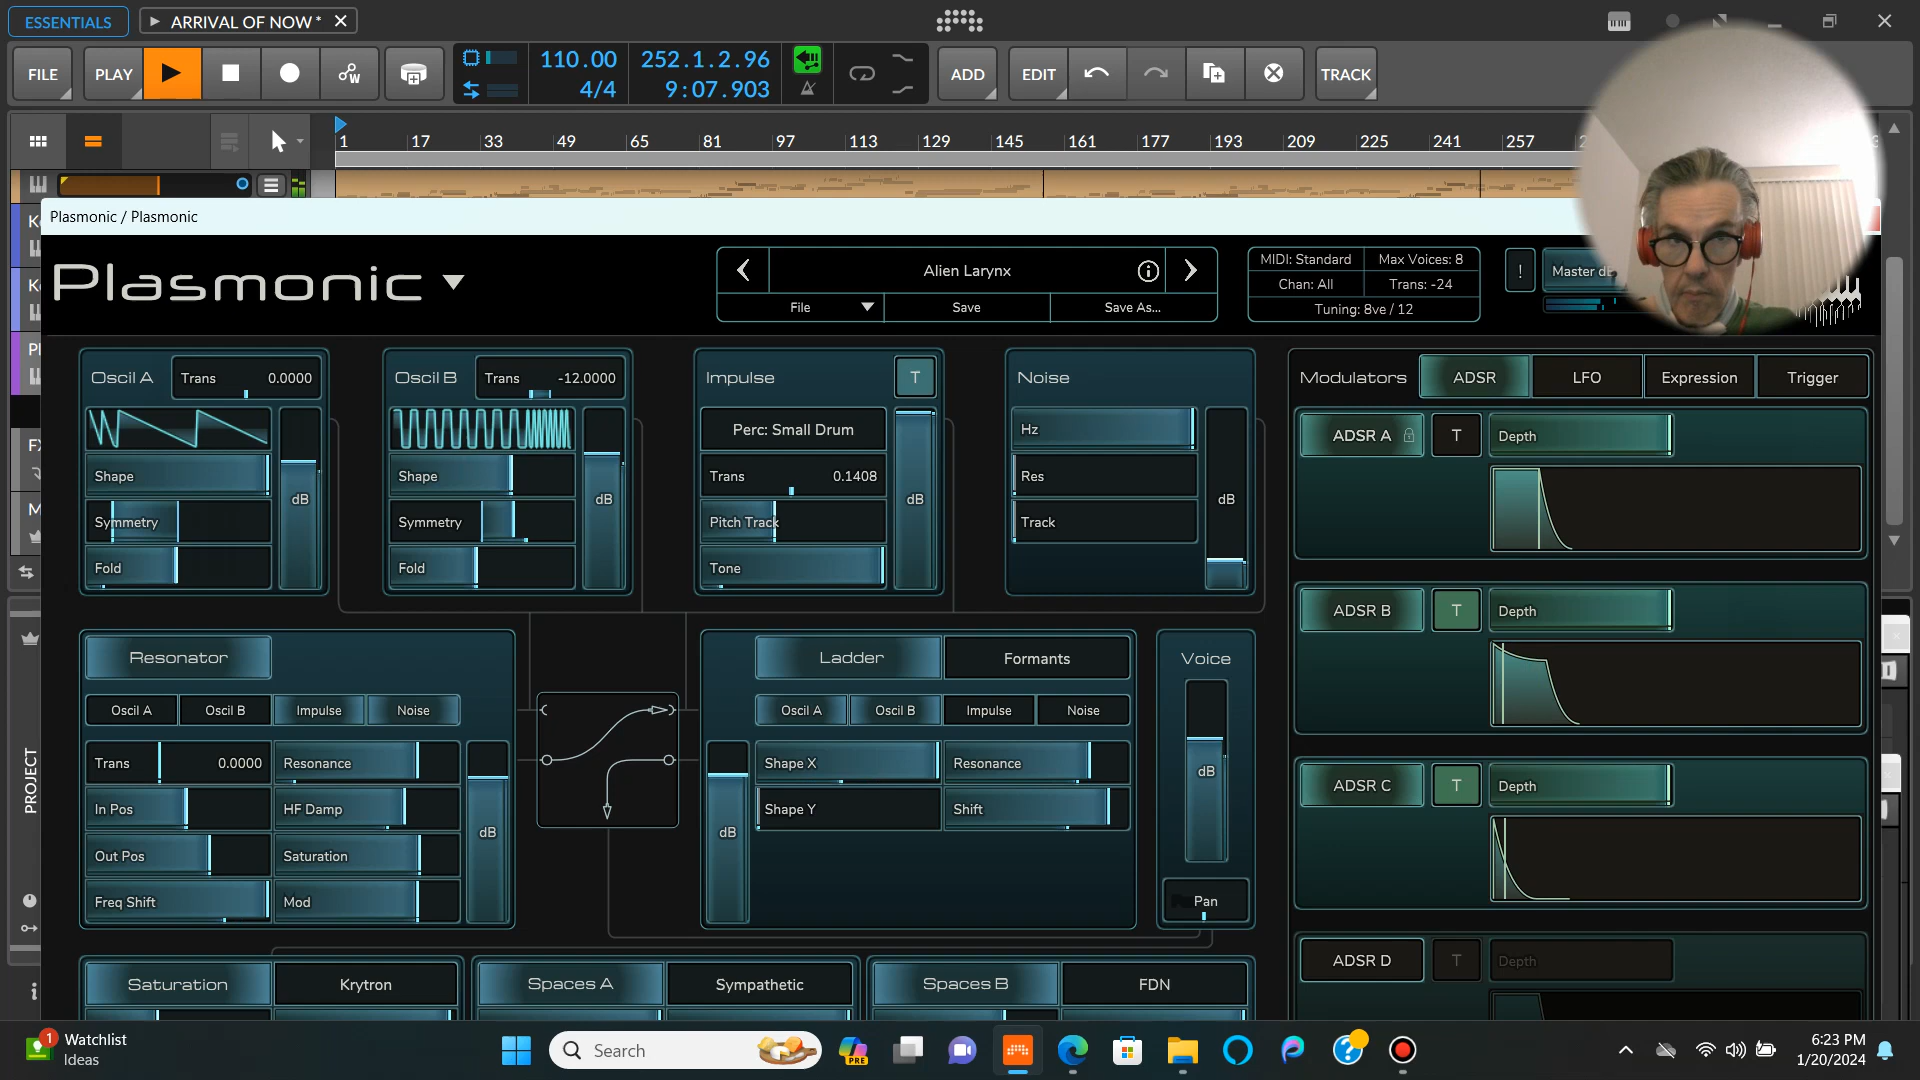 ESSENTIALS
ARRIVAL OF NOW *
FILE
PLAY
110.00
4/4
252.1.2.96
9:07.903
ADD
EDIT
TRACK
1 17 33 49 65 81 97 113 129 145 161 177 193 209 225 241 257
Plasmonic / Plasmonic
Plasmonic
Alien Larynx
File
Save
Save As...
MIDI: Standard
Max Voices: 8
Chan: All
Trans: -24
Tuning: 8ve / 12
!
Master
Oscil A
Trans 0.0000
Shape
Symmetry
Fold
dB
Oscil B
Trans -12.0000
Shape
Symmetry
Fold
dB
Impulse
T
Perc: Small Drum
Trans 0.1408
Pitch Track
Tone
dB
Noise
Hz
Res
Track
dB
Modulators
ADSR
LFO
Expression
Trigger
ADSR A
T
Depth
ADSR B
T
Depth
ADSR C
T
Depth
ADSR D
T
Depth
Resonator
Oscil A
Oscil B
Impulse
Noise
Trans 0.0000
Resonance
In Pos
HF Damp
Out Pos
Saturation
Freq Shift
Mod
dB
Ladder
Formants
Oscil A
Oscil B
Impulse
Noise
Shape X
Resonance
Shape Y
Shift
dB
Voice
dB
Pan
Saturation
Krytron
Spaces A
Sympathetic
Spaces B
FDN
PROJECT
1
Watchlist
Ideas
Search
PRE
6:23 PM
1/20/2024